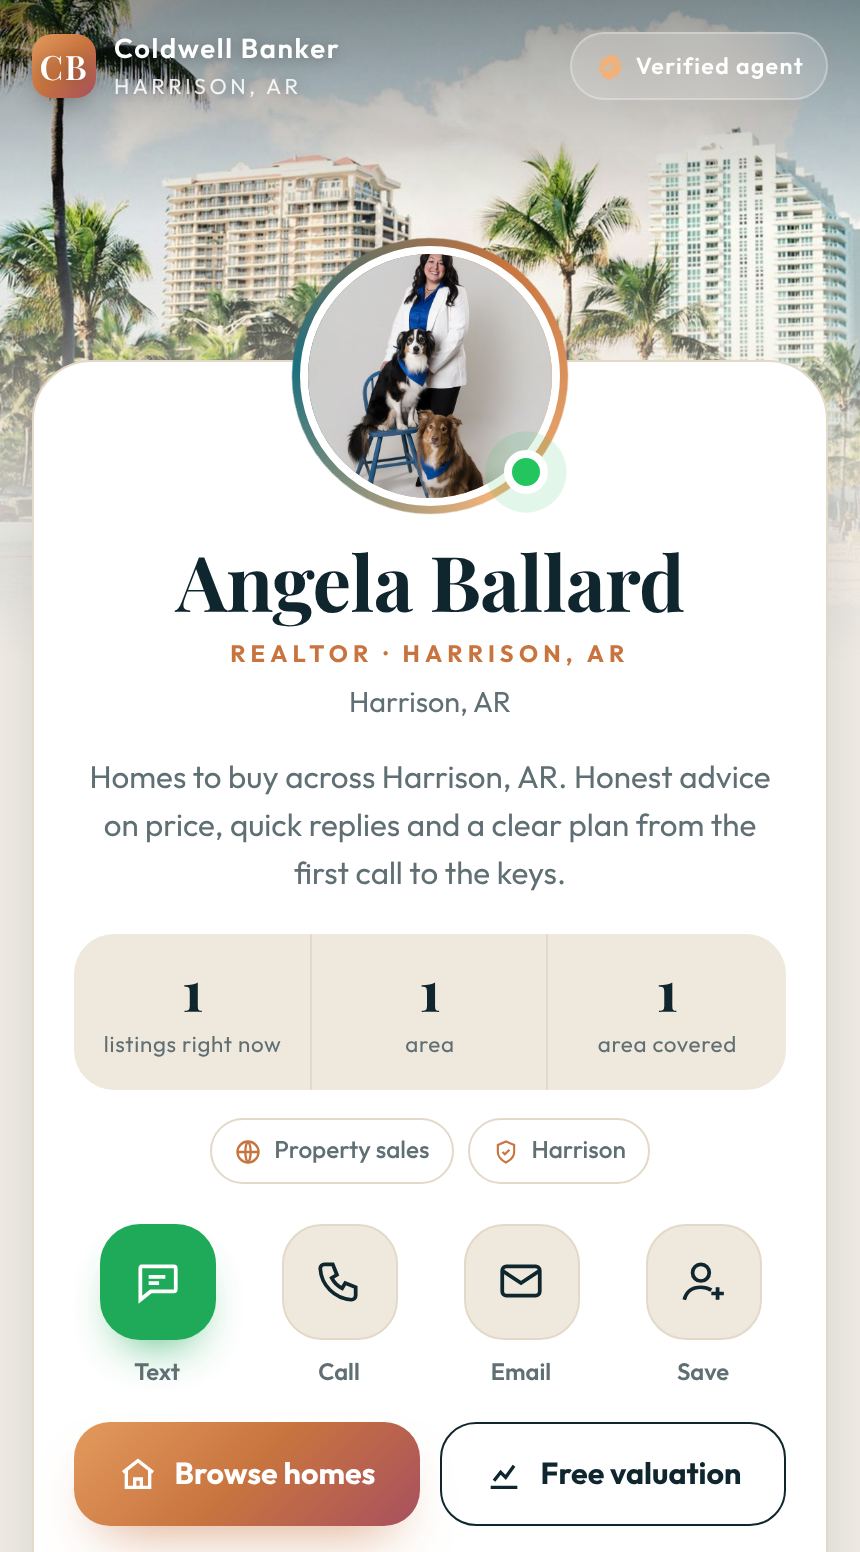 CB
Coldwell Banker
HARRISON, AR
Verified agent
Angela Ballard
REALTOR · HARRISON, AR
Harrison, AR
Homes to buy across Harrison, AR. Honest advice
on price, quick replies and a clear plan from the
first call to the keys.
1 1 1
listings right now area area covered
Property sales Harrison
Text Call Email Save
Browse homes Free valuation